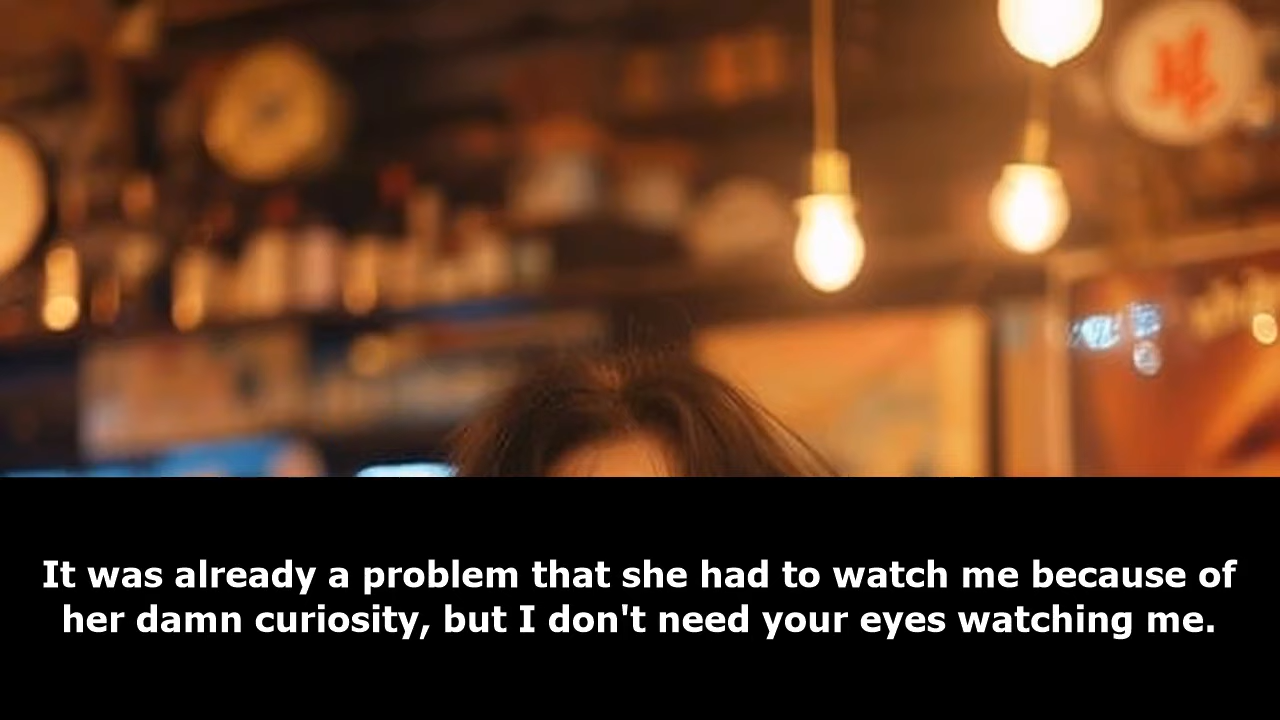 It was already a problem that she had to watch me because of
her damn curiosity, but I don't need your eyes watching me.